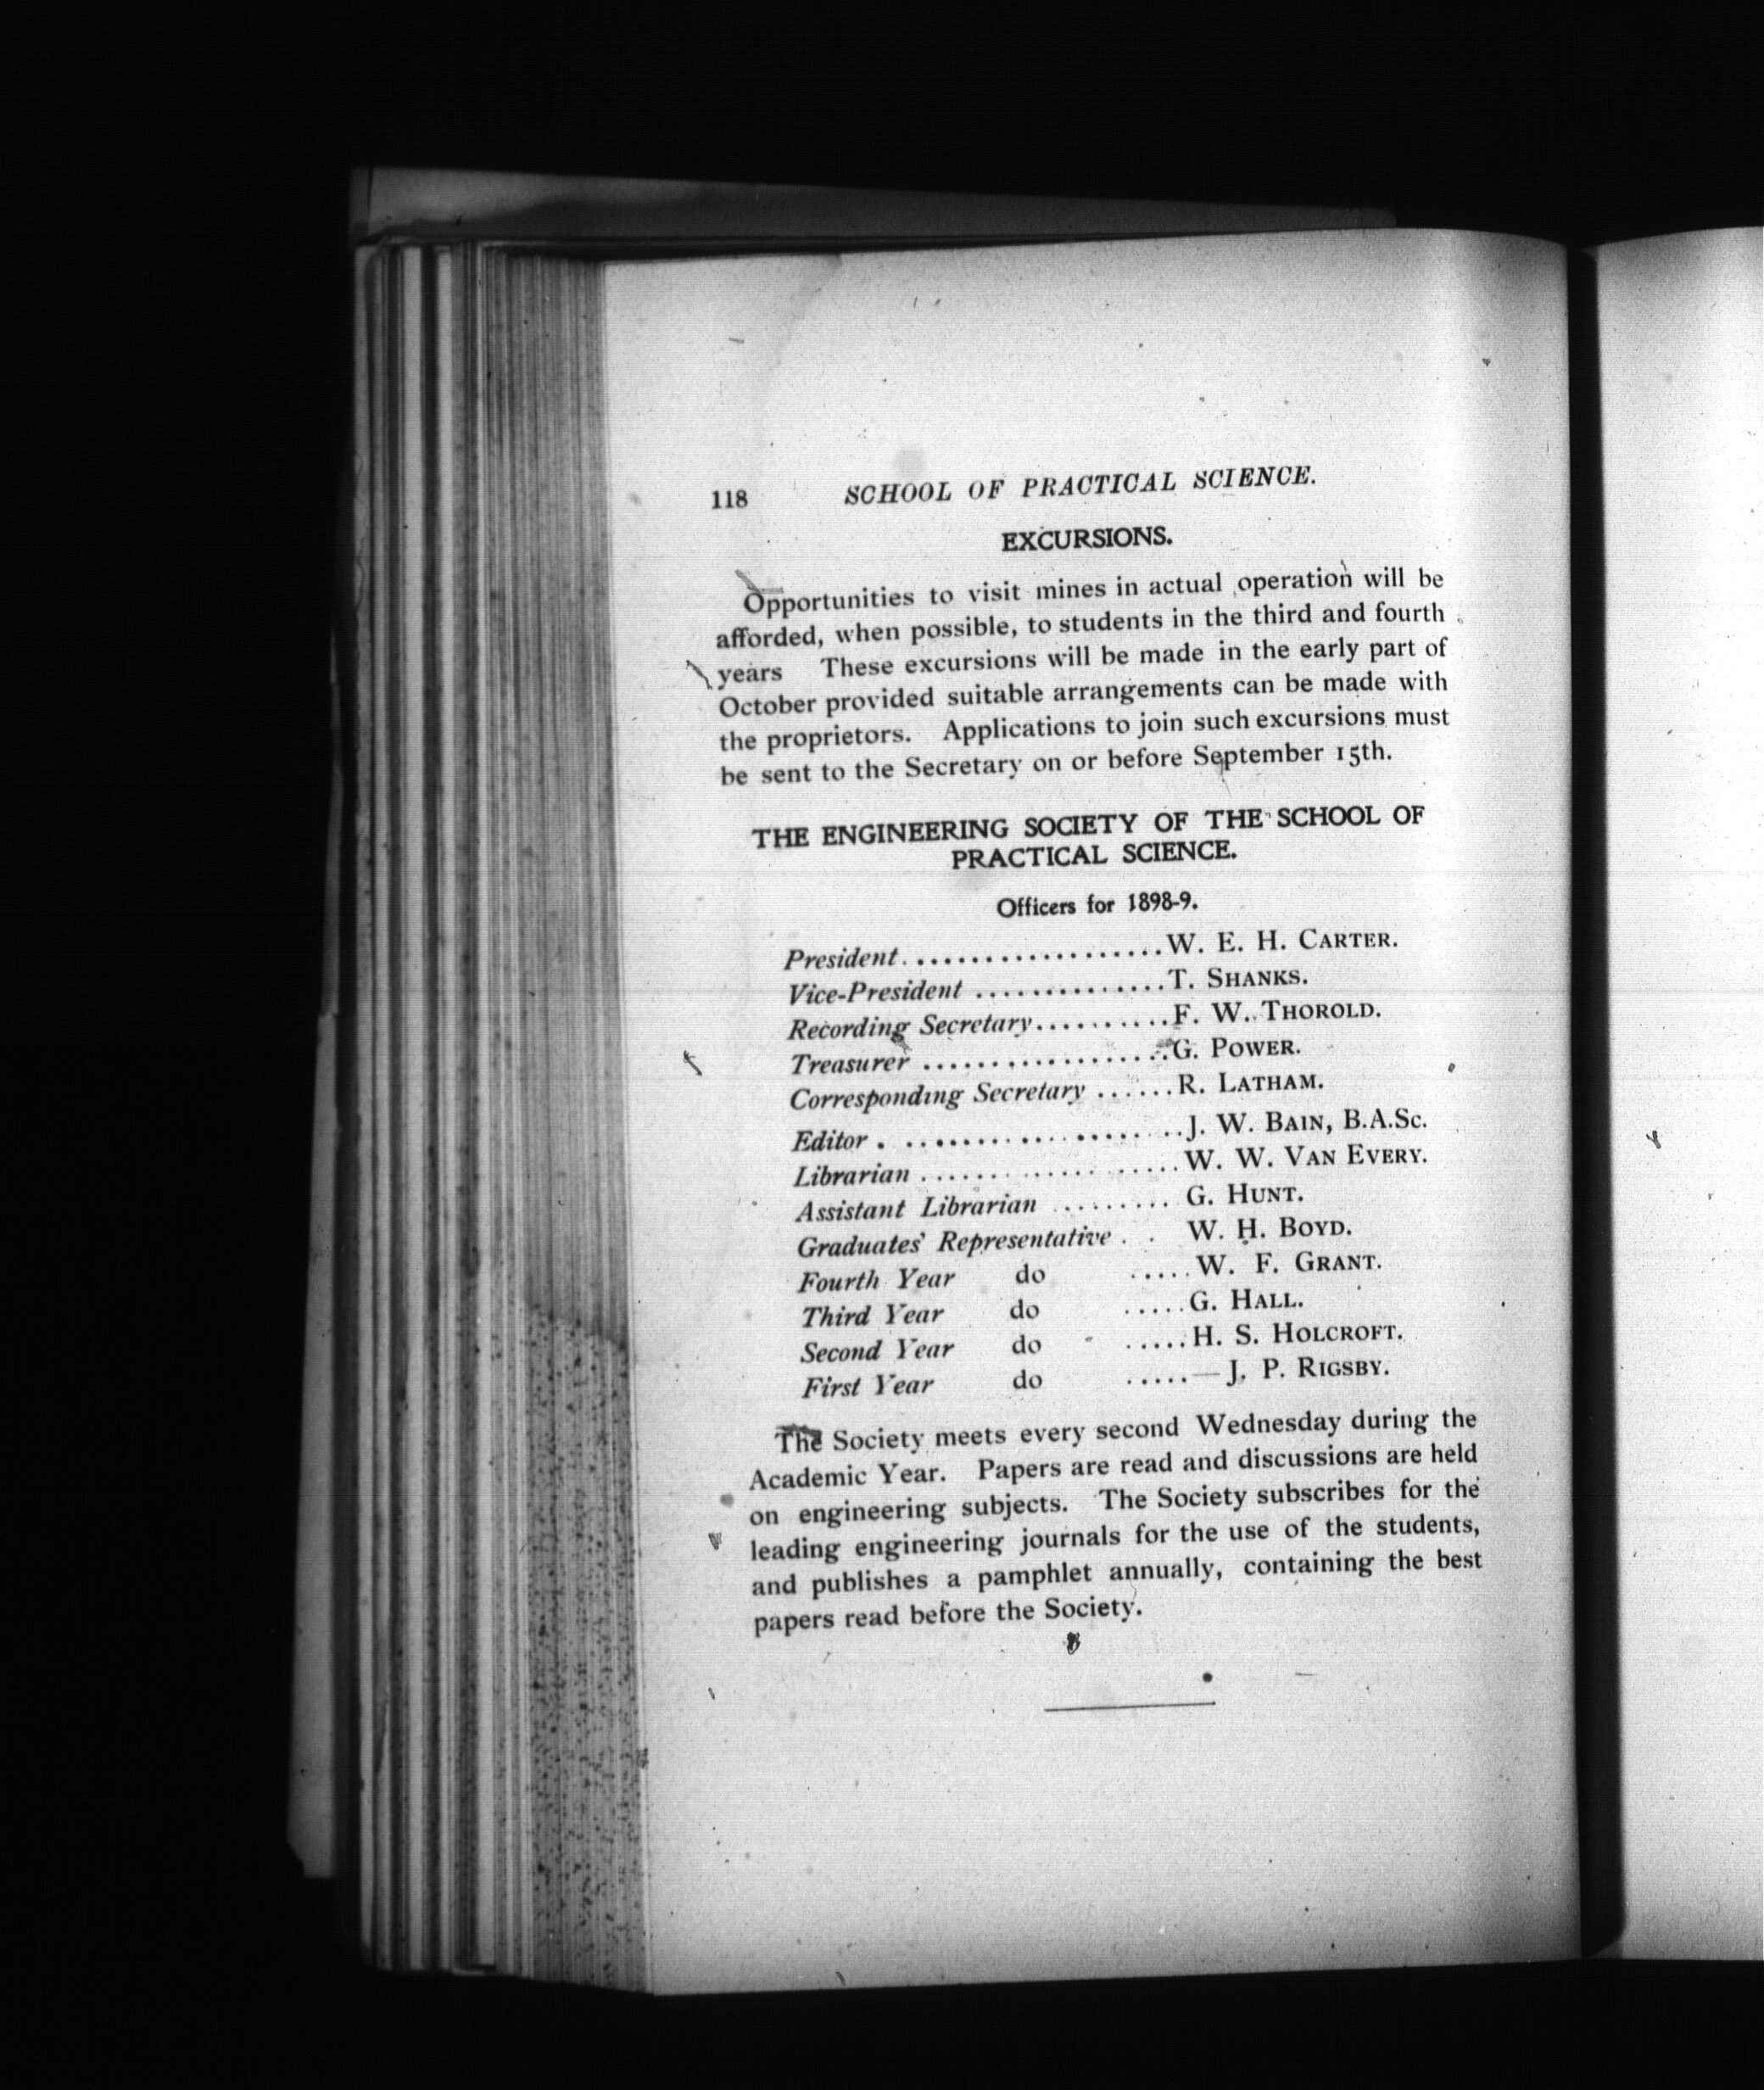 118 SCHOOL OF PRACTICAL SCIENCE.
EXCURSIONS.
Opportunities to visit mines in actual operation will be
afforded, when possible, to students in the third and fourth
years These excursions will be made in the early part of
October provided suitable arrangements can be made with
the proprietors. Applications to join such excursions must
be sent to the Secretary on or before September 15th.
THE ENGINEERING SOCIETY OF THE SCHOOL OF
PRACTICAL SCIENCE.
Officers for 1898-9.
President....................W. E. H. CARTER.
Vice-President ..............T. SHANKS.
Recording Secretary..........F. W. THOROLD.
Treasurer ...................G. POWER.
Corresponding Secretary ......R. LATHAM.
Editor . ....................J. W. BAIN, B.A.Sc.
Librarian ...................W. W. VAN EVERY.
Assistant Librarian ......... G. HUNT.
Graduates' Representative . . W. H. BOYD.
Fourth Year do .....W. F. GRANT.
Third Year do .....G. HALL.
Second Year do .....H. S. HOLCROFT.
First Year do .....—J. P. RIGSBY.
The Society meets every second Wednesday during the
Academic Year. Papers are read and discussions are held
on engineering subjects. The Society subscribes for the
leading engineering journals for the use of the students,
and publishes a pamphlet annually, containing the best
papers read before the Society.